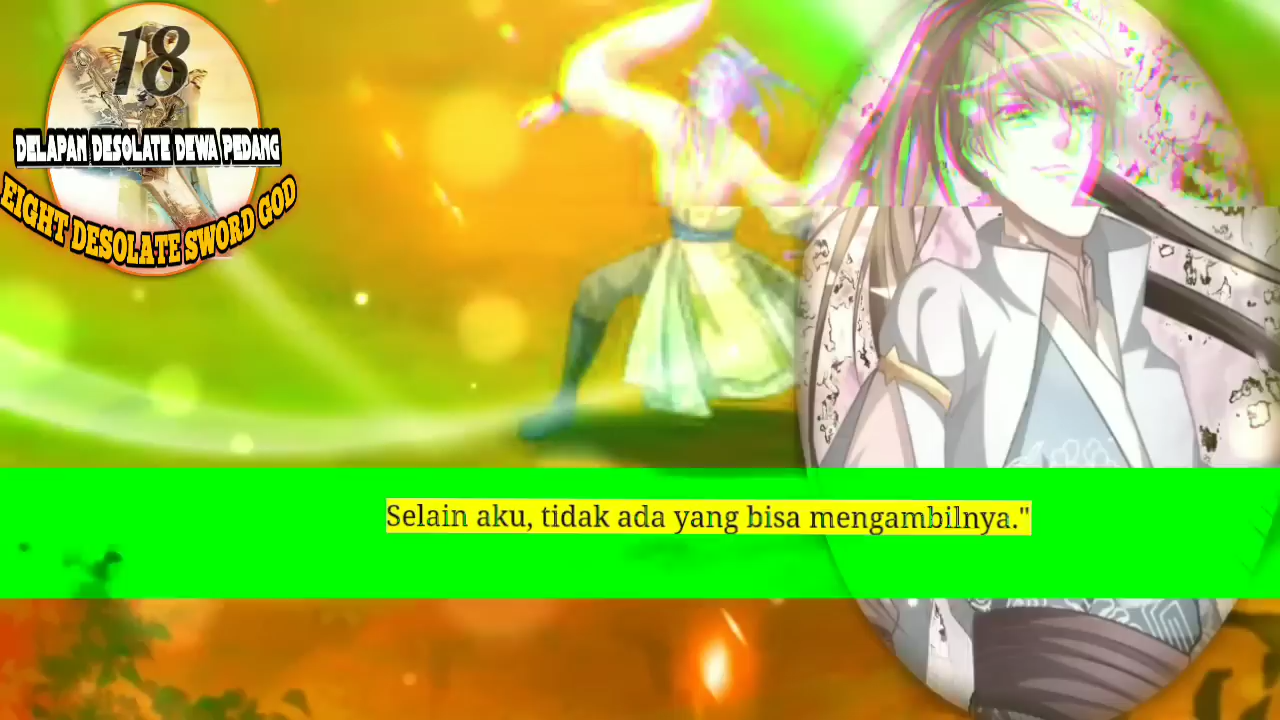 18
DELAPAN DESOLATE DEWA PEDANG
EIGHT DESOLATE SWORD GOD
Selain aku, tidak ada yang bisa mengambilnya."